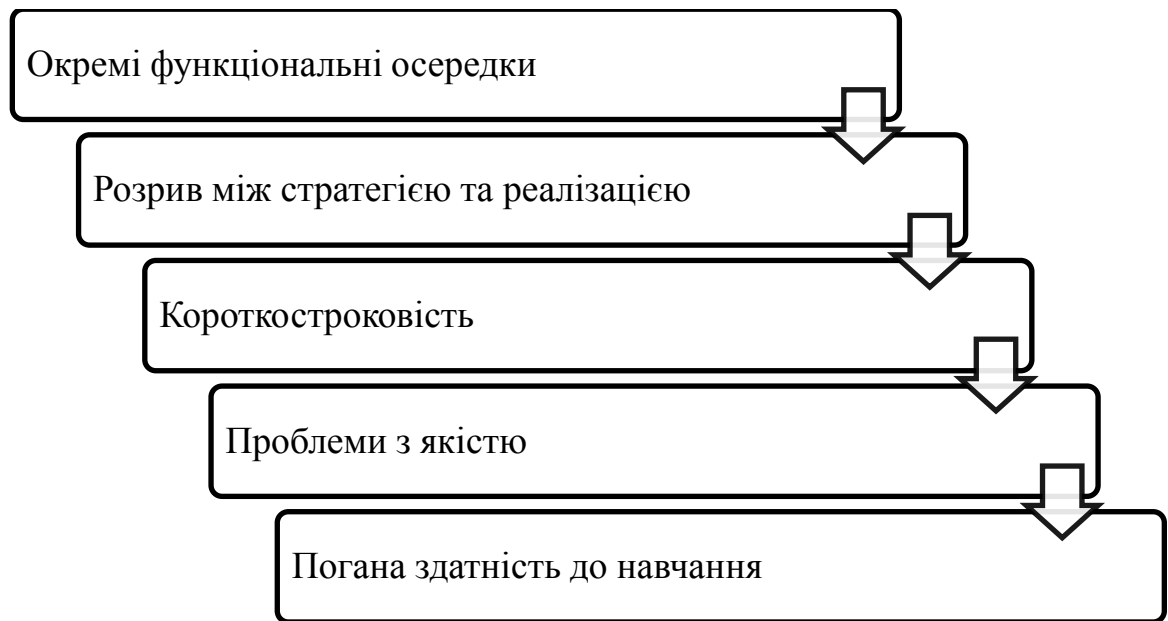 Окремі функціональні осередки
Розрив між стратегією та реалізацією
Короткостроковість
Проблеми з якістю
Погана здатність до навчання